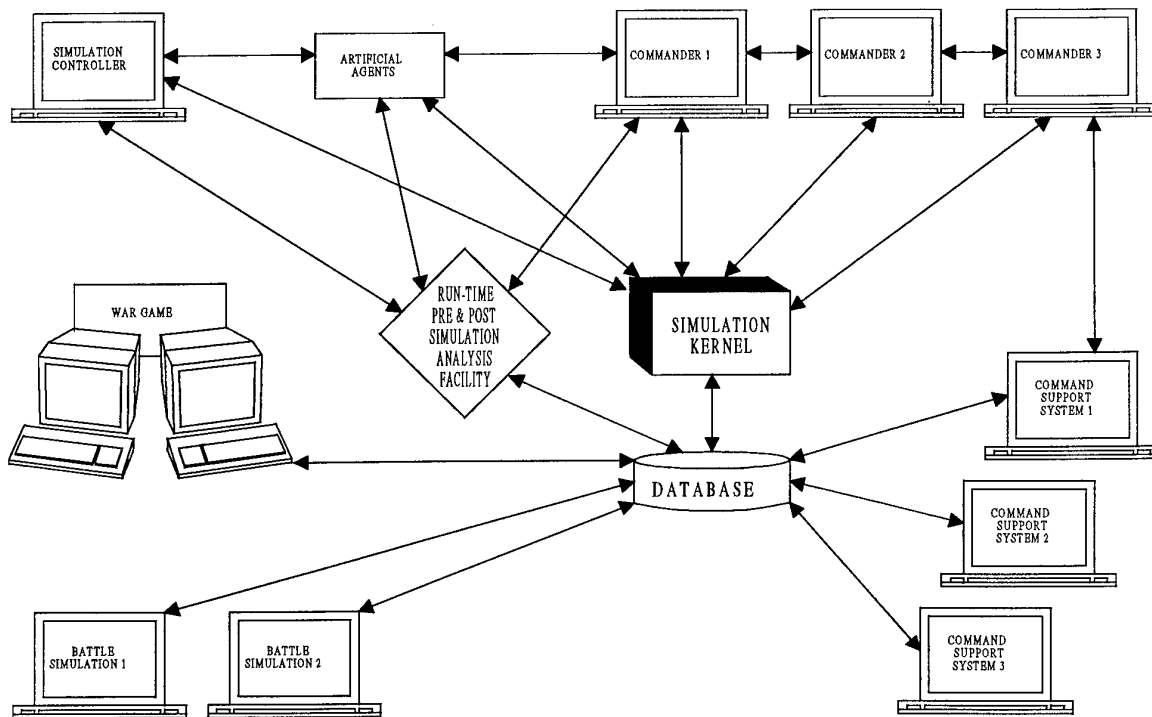 SIMULATION
CONTROLLER
ARTIFICIAL
AGENTS
COMMANDER 1
COMMANDER 2
COMMANDER 3
WAR GAME
RUN-TIME
PRE & POST
SIMULATION
ANALYSIS
FACILITY
SIMULATION
KERNEL
COMMAND
SUPPORT
SYSTEM 1
DATABASE
COMMAND
SUPPORT
SYSTEM 2
BATTLE
SIMULATION 1
BATTLE
SIMULATION 2
COMMAND
SUPPORT
SYSTEM 3